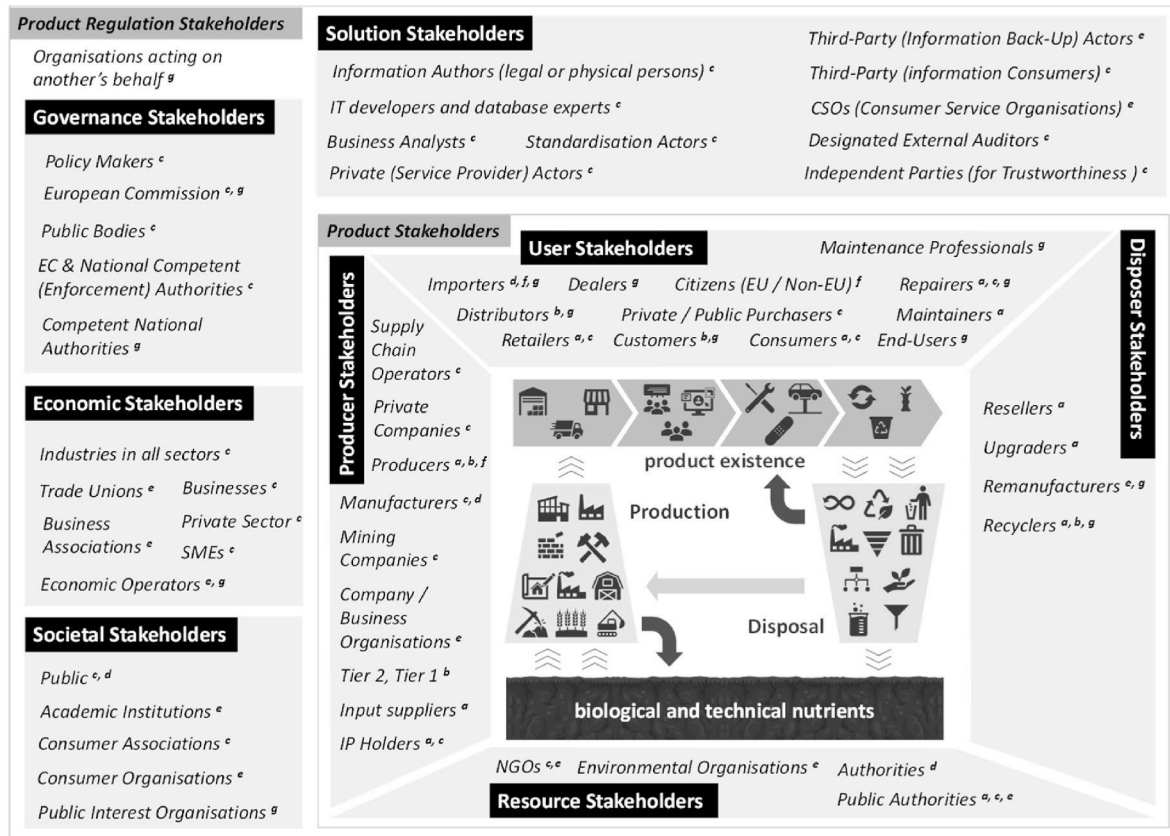 Product Regulation Stakeholders
Organisations acting on
another's behalf g
Governance Stakeholders
Policy Makers c
European Commission c, g
Public Bodies c
EC & National Competent
(Enforcement) Authorities c
Competent National
Authorities g
Economic Stakeholders
Industries in all sectors c
Trade Unions e
Businesses c
Business
Associations e
Private Sector c
SMEs c
Economic Operators e, g
Societal Stakeholders
Public c, d
Academic Institutions e
Consumer Associations c
Consumer Organisations e
Public Interest Organisations g
Solution Stakeholders
Information Authors (legal or physical persons) c
IT developers and database experts c
Business Analysts c
Standardisation Actors c
Private (Service Provider) Actors c
Third-Party (Information Back-Up) Actors e
Third-Party (information Consumers) c
CSOs (Consumer Service Organisations) e
Designated External Auditors c
Independent Parties (for Trustworthiness ) c
Product Stakeholders
User Stakeholders
Maintenance Professionals g
Importers d, f, g
Dealers g
Citizens (EU / Non-EU) f
Repairers a, c, g
Distributors b, g
Private / Public Purchasers c
Maintainers a
Retailers a, c
Customers b,g
Consumers a, c
End-Users g
Producer Stakeholders
Supply
Chain
Operators c
Private
Companies c
Producers a, b, f
Manufacturers c, d
Mining
Companies c
Company /
Business
Organisations e
Tier 2, Tier 1 b
Input suppliers a
IP Holders a, c
product existence
Production
Disposal
biological and technical nutrients
Disposer Stakeholders
Resellers a
Upgraders a
Remanufacturers e, g
Recyclers a, b, g
NGOs c,e
Environmental Organisations e
Authorities d
Public Authorities a, c, e
Resource Stakeholders